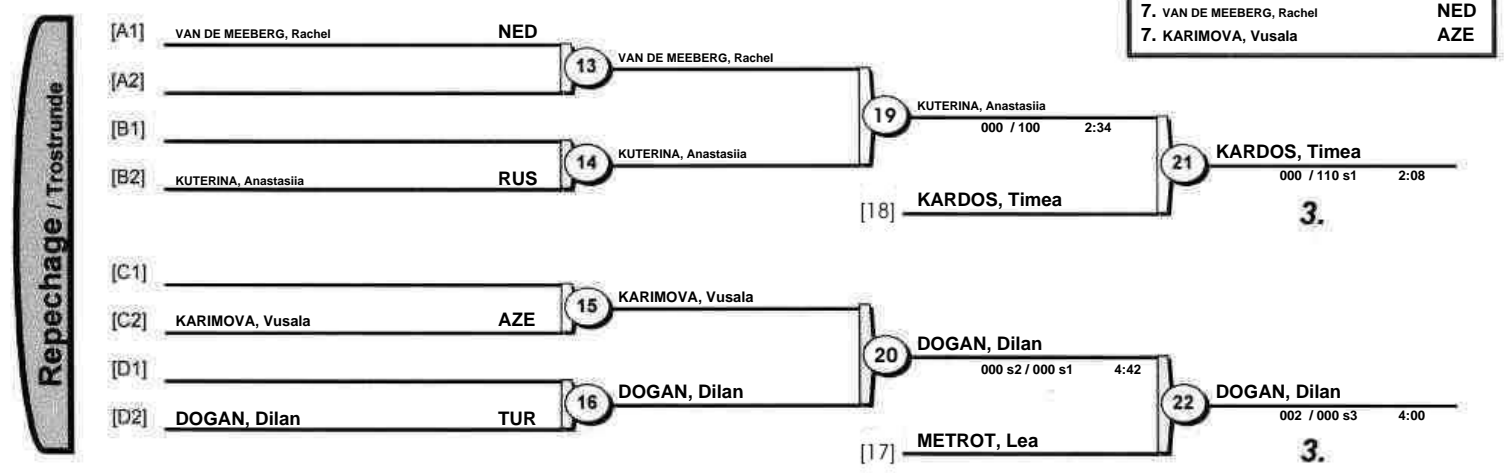 7. VAN DE MEEBERG, Rachel NED
7. KARIMOVA, Vusala AZE
Repechage / Trostrunde
[A1] VAN DE MEEBERG, Rachel NED
[A2]
13 VAN DE MEEBERG, Rachel
[B1]
[B2] KUTERINA, Anastasiia RUS
14 KUTERINA, Anastasiia
19 KUTERINA, Anastasiia
000 / 100 2:34
[18] KARDOS, Timea
21 KARDOS, Timea
000 / 110 s1 2:08
3.
[C1]
[C2] KARIMOVA, Vusala AZE
15 KARIMOVA, Vusala
[D1]
[D2] DOGAN, Dilan TUR
16 DOGAN, Dilan
20 DOGAN, Dilan
000 s2 / 000 s1 4:42
[17] METROT, Lea
22 DOGAN, Dilan
002 / 000 s3 4:00
3.